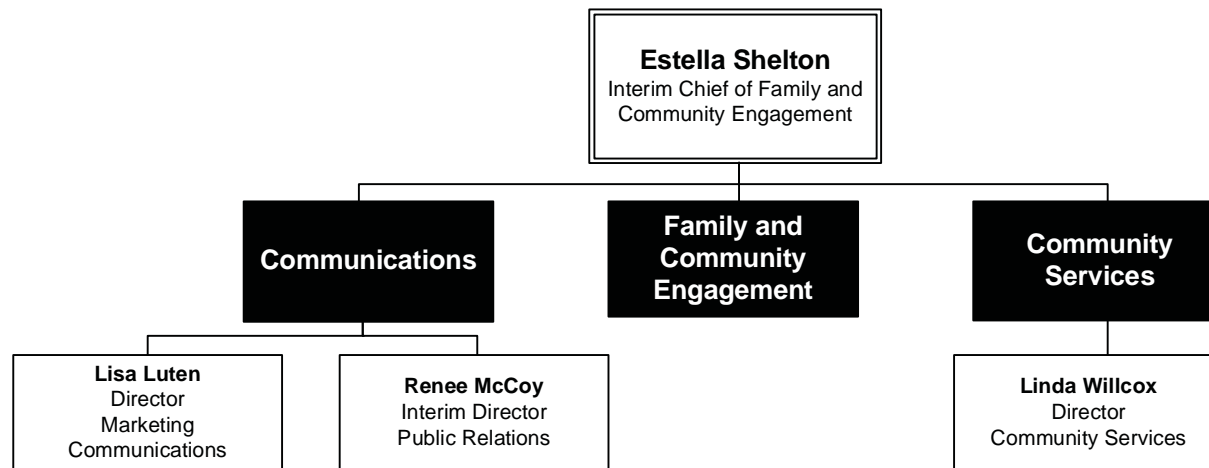 Estella Shelton
Interim Chief of Family and
Community Engagement
Communications
Family and
Community
Engagement
Community
Services
Lisa Luten
Director
Marketing
Communications
Renee McCoy
Interim Director
Public Relations
Linda Willcox
Director
Community Services